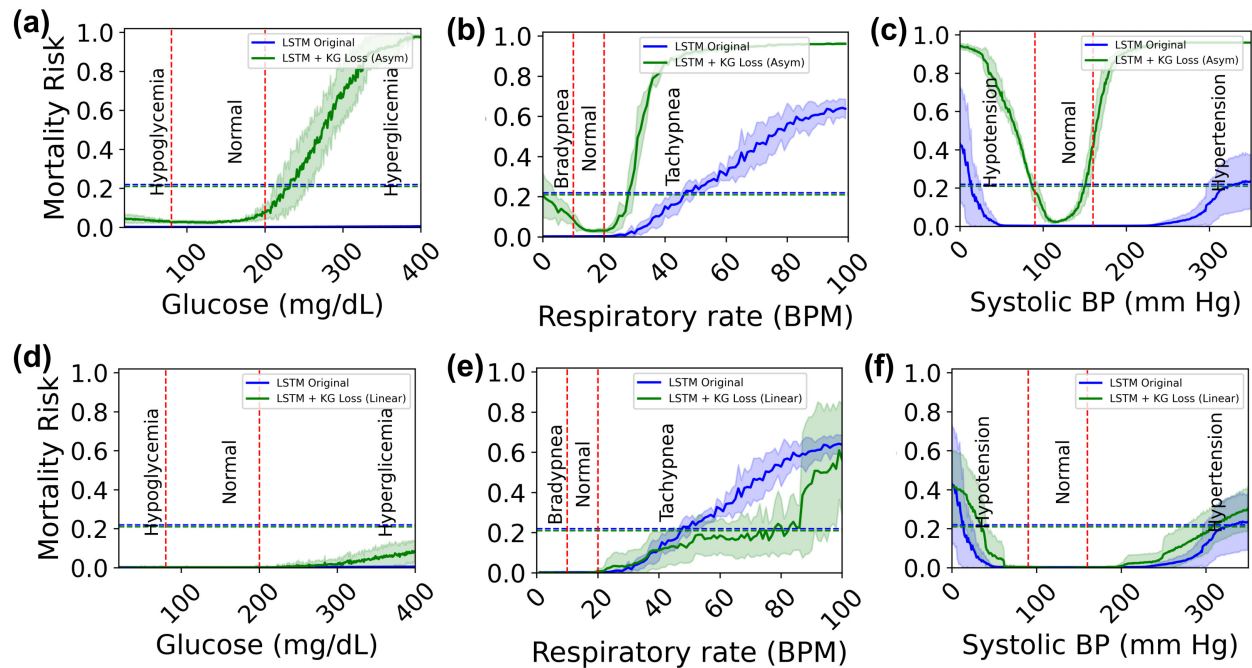 (a)
Mortality Risk
1.0
0.8
0.6
0.4
0.2
0.0
LSTM Original
LSTM + KG Loss (Asym)
Hypoglycemia
Normal
Hyperglicemia
100
200
300
400
Glucose (mg/dL)
(b)
1.0
0.8
0.6
0.4
0.2
0.0
LSTM Original
LSTM + KG Loss (Asym)
Bradypnea
Normal
Tachypnea
0
20
40
60
80
100
Respiratory rate (BPM)
(c)
1.0
0.8
0.6
0.4
0.2
0.0
LSTM Original
LSTM + KG Loss (Asym)
Hypotension
Normal
Hypertension
0
100
200
300
Systolic BP (mm Hg)
(d)
Mortality Risk
1.0
0.8
0.6
0.4
0.2
0.0
LSTM Original
LSTM + KG Loss (Linear)
Hypoglycemia
Normal
Hyperglicemia
100
200
300
400
Glucose (mg/dL)
(e)
1.0
0.8
0.6
0.4
0.2
0.0
LSTM Original
LSTM + KG Loss (Linear)
Bradypnea
Normal
Tachypnea
0
20
40
60
80
100
Respiratory rate (BPM)
(f)
1.0
0.8
0.6
0.4
0.2
0.0
LSTM Original
LSTM + KG Loss (Linear)
Hypotension
Normal
Hypertension
0
100
200
300
Systolic BP (mm Hg)